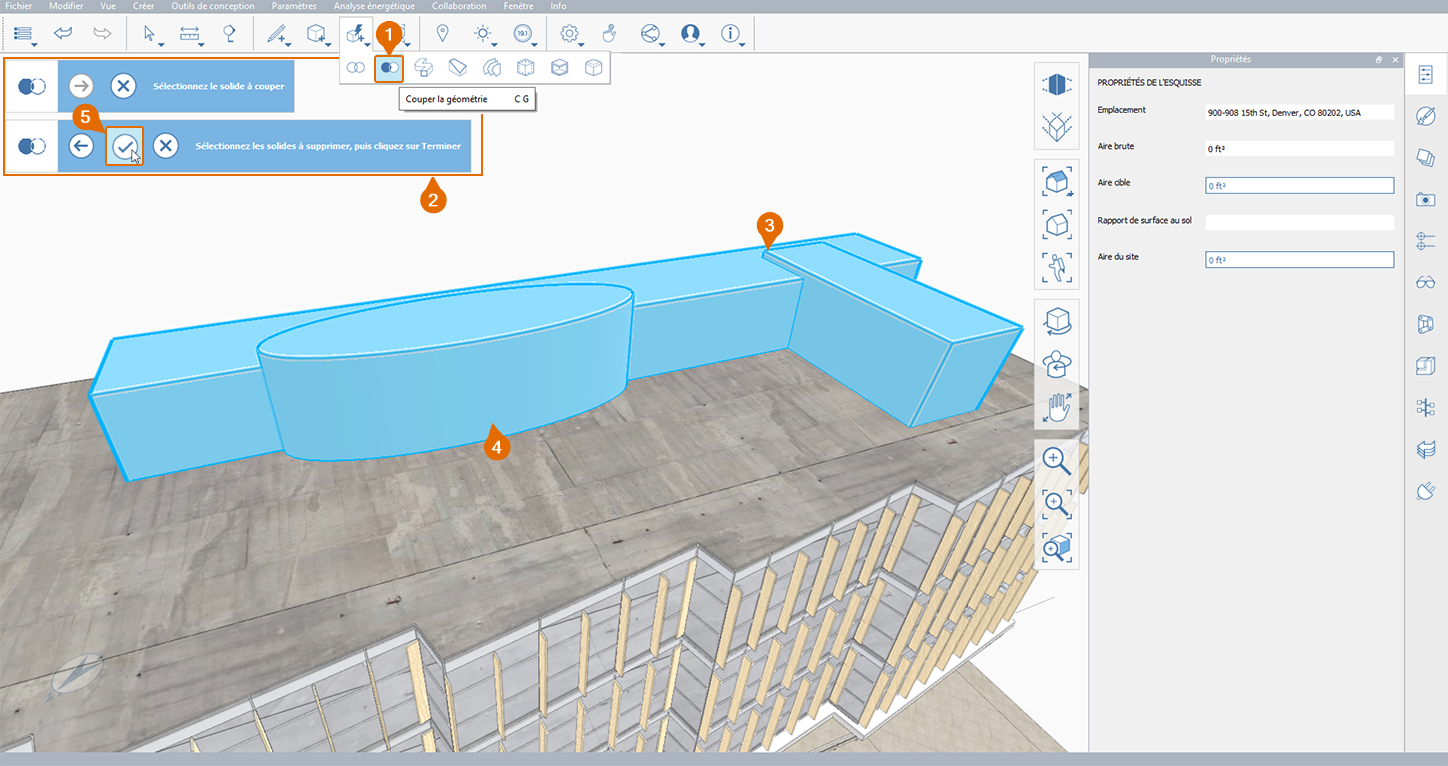 Fichier Modifier Vue Créer Outils de conception Paramètres Analyse énergétique Collaboration Fenêtre Info
19.1
1
Couper la géométrie C G
Sélectionnez le solide à couper
5
Sélectionnez les solides à supprimer, puis cliquez sur Terminer
2
3
4
Propriétés
PROPRIÉTÉS DE L'ESQUISSE
Emplacement 900-908 15th St, Denver, CO 80202, USA
Aire brute 0 ft²
Aire cible 0 ft²
Rapport de surface au sol
Aire du site 0 ft²